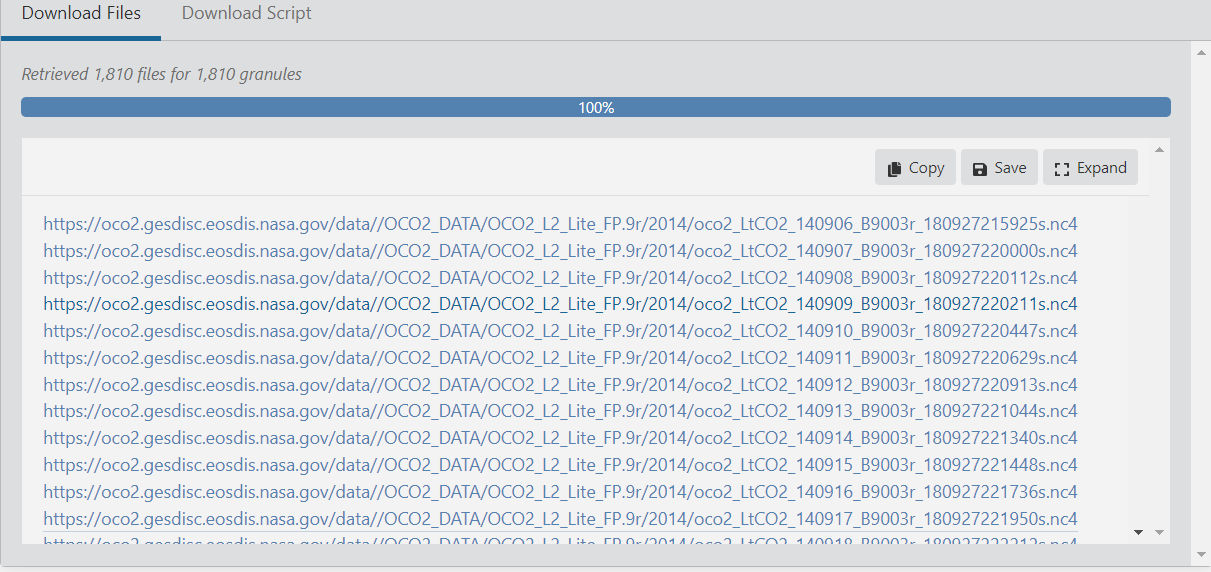 Download Files Download Script
Retrieved 1,810 files for 1,810 granules
100%
Copy Save Expand
https://oco2.gesdisc.eosdis.nasa.gov/data//OCO2_DATA/OCO2_L2_Lite_FP.9r/2014/oco2_LtCO2_140906_B9003r_180927215925s.nc4
https://oco2.gesdisc.eosdis.nasa.gov/data//OCO2_DATA/OCO2_L2_Lite_FP.9r/2014/oco2_LtCO2_140907_B9003r_180927220000s.nc4
https://oco2.gesdisc.eosdis.nasa.gov/data//OCO2_DATA/OCO2_L2_Lite_FP.9r/2014/oco2_LtCO2_140908_B9003r_180927220112s.nc4
https://oco2.gesdisc.eosdis.nasa.gov/data//OCO2_DATA/OCO2_L2_Lite_FP.9r/2014/oco2_LtCO2_140909_B9003r_180927220211s.nc4
https://oco2.gesdisc.eosdis.nasa.gov/data//OCO2_DATA/OCO2_L2_Lite_FP.9r/2014/oco2_LtCO2_140910_B9003r_180927220447s.nc4
https://oco2.gesdisc.eosdis.nasa.gov/data//OCO2_DATA/OCO2_L2_Lite_FP.9r/2014/oco2_LtCO2_140911_B9003r_180927220629s.nc4
https://oco2.gesdisc.eosdis.nasa.gov/data//OCO2_DATA/OCO2_L2_Lite_FP.9r/2014/oco2_LtCO2_140912_B9003r_180927220913s.nc4
https://oco2.gesdisc.eosdis.nasa.gov/data//OCO2_DATA/OCO2_L2_Lite_FP.9r/2014/oco2_LtCO2_140913_B9003r_180927221044s.nc4
https://oco2.gesdisc.eosdis.nasa.gov/data//OCO2_DATA/OCO2_L2_Lite_FP.9r/2014/oco2_LtCO2_140914_B9003r_180927221340s.nc4
https://oco2.gesdisc.eosdis.nasa.gov/data//OCO2_DATA/OCO2_L2_Lite_FP.9r/2014/oco2_LtCO2_140915_B9003r_180927221448s.nc4
https://oco2.gesdisc.eosdis.nasa.gov/data//OCO2_DATA/OCO2_L2_Lite_FP.9r/2014/oco2_LtCO2_140916_B9003r_180927221736s.nc4
https://oco2.gesdisc.eosdis.nasa.gov/data//OCO2_DATA/OCO2_L2_Lite_FP.9r/2014/oco2_LtCO2_140917_B9003r_180927221950s.nc4